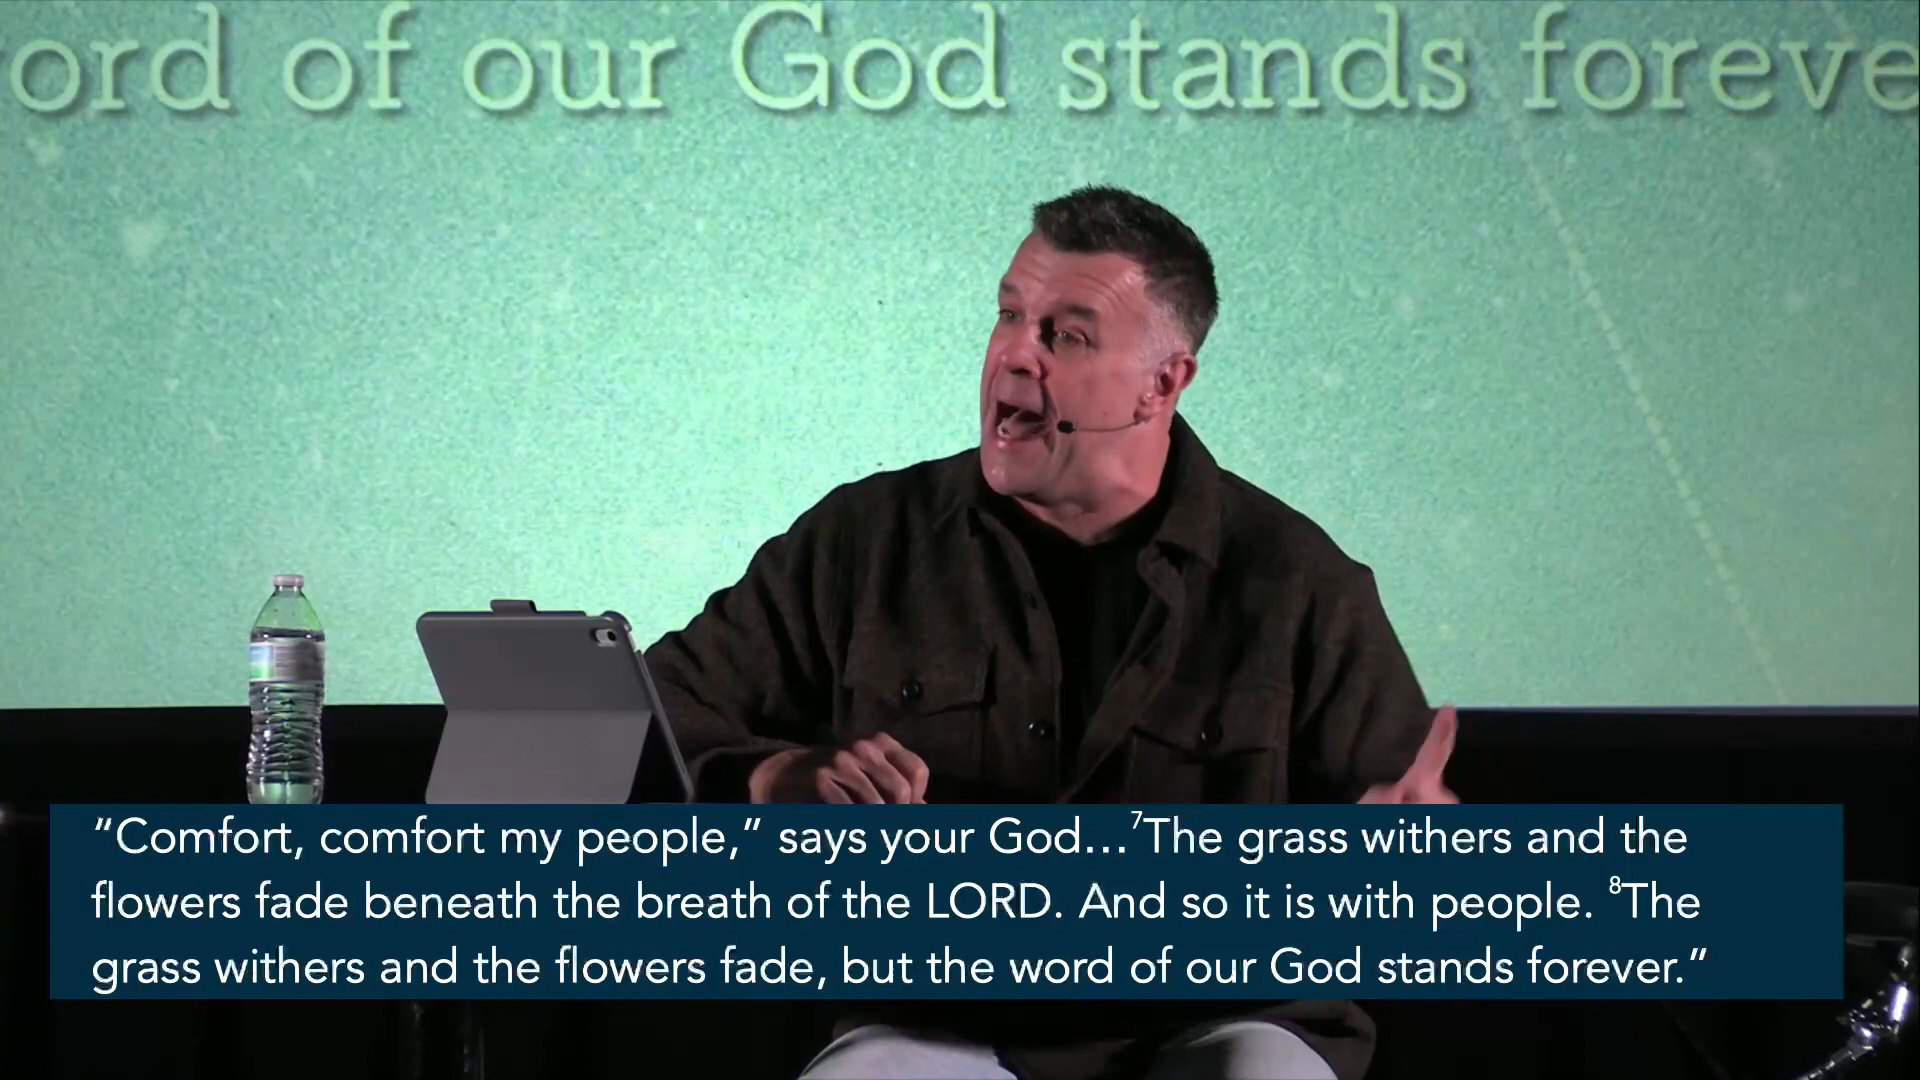 ord of our God stands foreve
“Comfort, comfort my people,” says your God...⁷The grass withers and the
flowers fade beneath the breath of the LORD. And so it is with people. ⁸The
grass withers and the flowers fade, but the word of our God stands forever.”